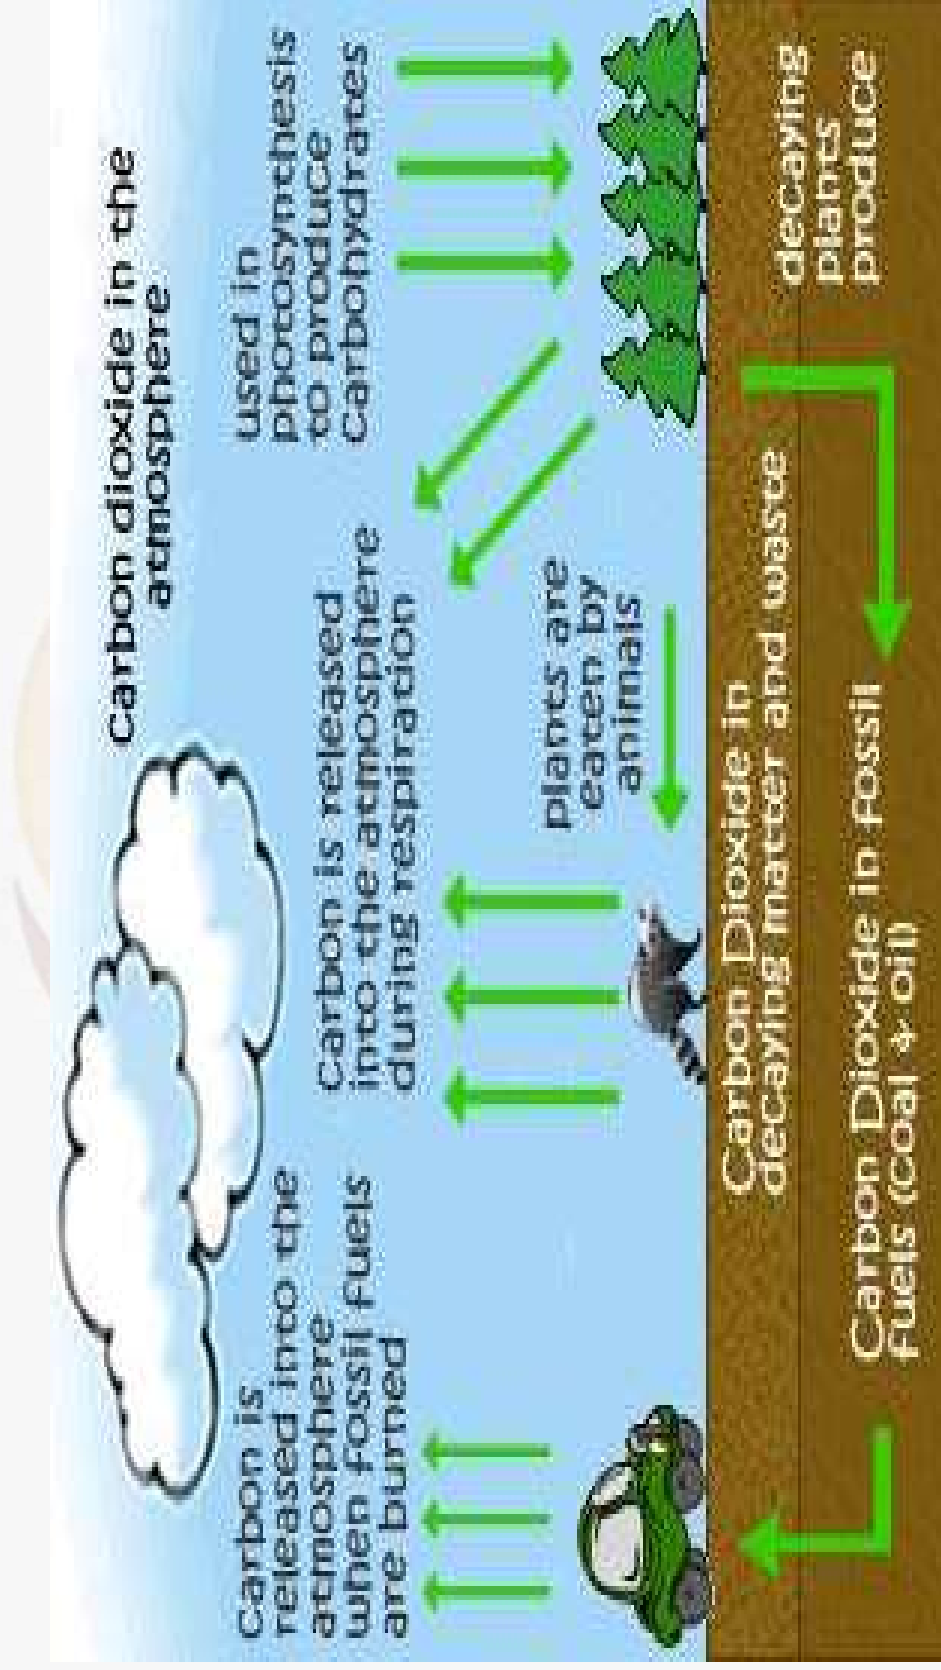 Carbon dioxide in the
atmosphere
Carbon is
released into the
atmosphere
when fossil fuels
are burned
Carbon is released
into the atmosphere
during respiration
used in
photosynthesis
to produce
carbohydrates
plants are
eaten by
animals
Carbon Dioxide in
decaying matter and waste
Carbon Dioxide in fossil
fuels (coal & oil)
decaying
plants
produce